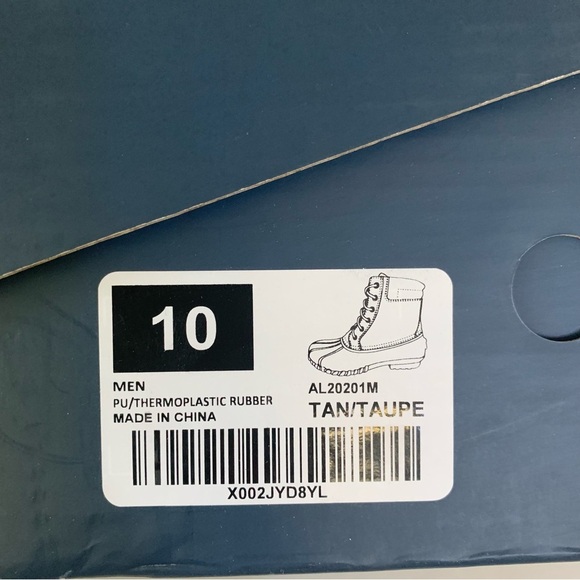 10
MEN
PU/THERMOPLASTIC RUBBER
MADE IN CHINA
AL20201M
TAN/TAUPE
X002JYD8YL